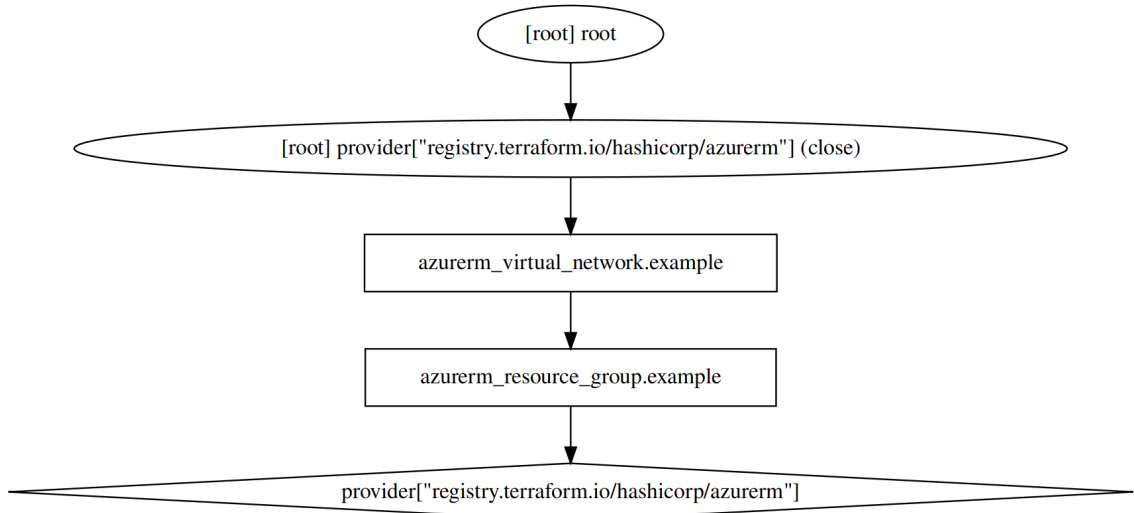 [root] root
[root] provider["registry.terraform.io/hashicorp/azurerm"] (close)
azurerm_virtual_network.example
azurerm_resource_group.example
provider["registry.terraform.io/hashicorp/azurerm"]